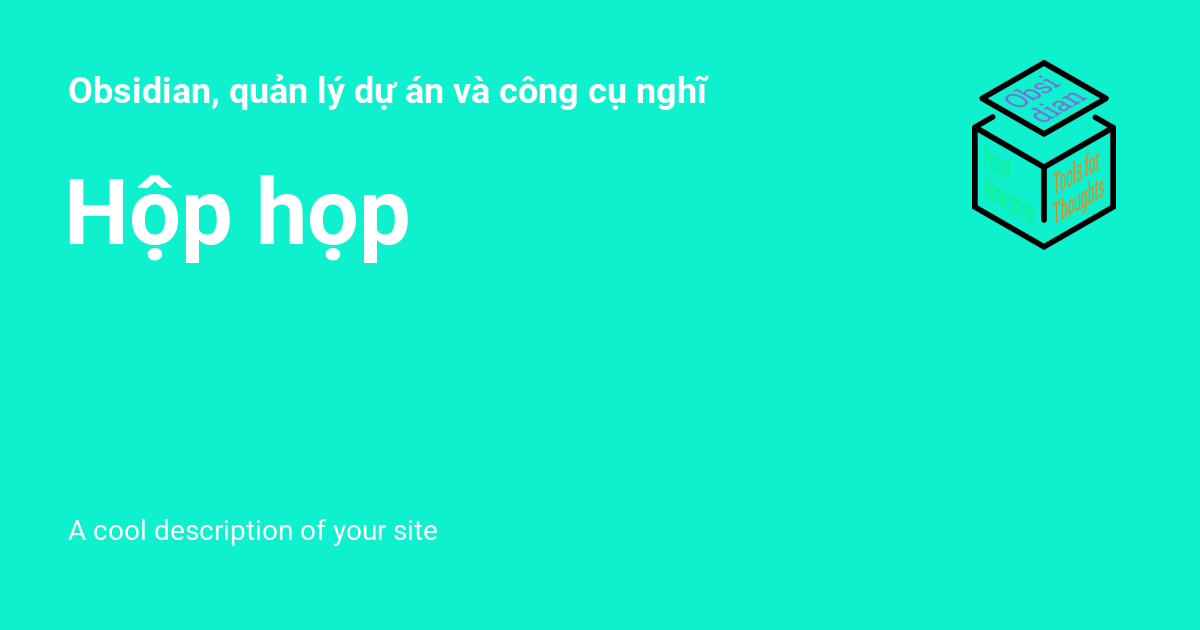 Obsidian, quản lý dự án và công cụ nghĩ
Hộp họp
A cool description of your site
Obsi
dian
Project
Management
Tools for
Thoughts